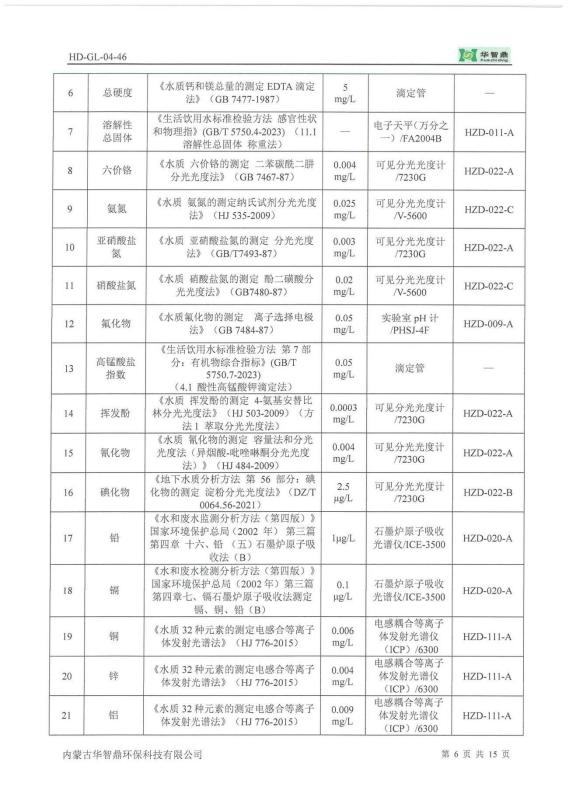 HD-GL-04-46
华智鼎
6
总硬度
《水质钙和镁总量的测定 EDTA 滴定
法》（GB 7477-1987）
5
mg/L
滴定管
—
7
溶解性
总固体
《生活饮用水标准检验方法 感官性状
和物理指》(GB/T 5750.4-2023) （11.1
溶解性总固体 称重法）
—
电子天平（万分之
一）/FA2004B
HZD-011-A
8
六价铬
《水质 六价铬的测定 二苯碳酰二肼
分光光度法》（GB 7467-87）
0.004
mg/L
可见分光光度计
/7230G
HZD-022-A
9
氨氮
《水质 氨氮的测定纳氏试剂分光光度
法》（HJ 535-2009）
0.025
mg/L
可见分光光度计
/V-5600
HZD-022-C
10
亚硝酸盐
氮
《水质 亚硝酸盐氮的测定 分光光度
法》（GB/T7493-87）
0.003
mg/L
可见分光光度计
/7230G
HZD-022-A
11
硝酸盐氮
《水质 硝酸盐氮的测定 酚二磺酸分
光光度法》（GB7480-87）
0.02
mg/L
可见分光光度计
/V-5600
HZD-022-C
12
氟化物
《水质氟化物的测定 离子选择电极
法》（GB 7484-87）
0.05
mg/L
实验室 pH 计
/PHSJ-4F
HZD-009-A
13
高锰酸盐
指数
《生活饮用水标准检验方法 第 7 部
分：有机物综合指标》(GB/T
5750.7-2023)
（4.1 酸性高锰酸钾滴定法）
0.05
mg/L
滴定管
—
14
挥发酚
《水质 挥发酚的测定 4-氨基安替比
林分光光度法》（HJ 503-2009）（方
法 1 萃取分光光度法）
0.0003
mg/L
可见分光光度计
/7230G
HZD-022-A
15
氰化物
《水质 氰化物的测定 容量法和分光
光度法（异烟酸-吡唑啉酮分光光度
法）》（HJ 484-2009）
0.004
mg/L
可见分光光度计
/7230G
HZD-022-A
16
碘化物
《地下水质分析方法 第 56 部分：碘
化物的测定 淀粉分光光度法》（DZ/T
0064.56-2021）
2.5
μg/L
可见分光光度计
/7230G
HZD-022-B
17
铅
《水和废水监测分析方法（第四版）》
国家环境保护总局（2002 年） 第三篇
第四章 十六、铅 （五）石墨炉原子吸
收法（B）
1μg/L
石墨炉原子吸收
光谱仪/ICE-3500
HZD-020-A
18
镉
《水和废水检测分析方法（第四版）》
国家环境保护总局（2002 年）第三篇
第四章七、镉石墨炉原子吸收法测定
镉、铜、铅（B）
0.1
μg/L
石墨炉原子吸收
光谱仪/ICE-3500
HZD-020-A
19
铜
《水质 32 种元素的测定电感合等离子
体发射光谱法》（HJ 776-2015）
0.006
mg/L
电感耦合等离子
体发射光谱仪
（ICP）/6300
HZD-111-A
20
锌
《水质 32 种元素的测定电感合等离子
体发射光谱法》（HJ 776-2015）
0.004
mg/L
电感耦合等离子
体发射光谱仪
（ICP）/6300
HZD-111-A
21
铝
《水质 32 种元素的测定电感合等离子
体发射光谱法》（HJ 776-2015）
0.009
mg/L
电感耦合等离子
体发射光谱仪
（ICP）/6300
HZD-111-A
内蒙古华智鼎环保科技有限公司
第 6 页 共 15 页